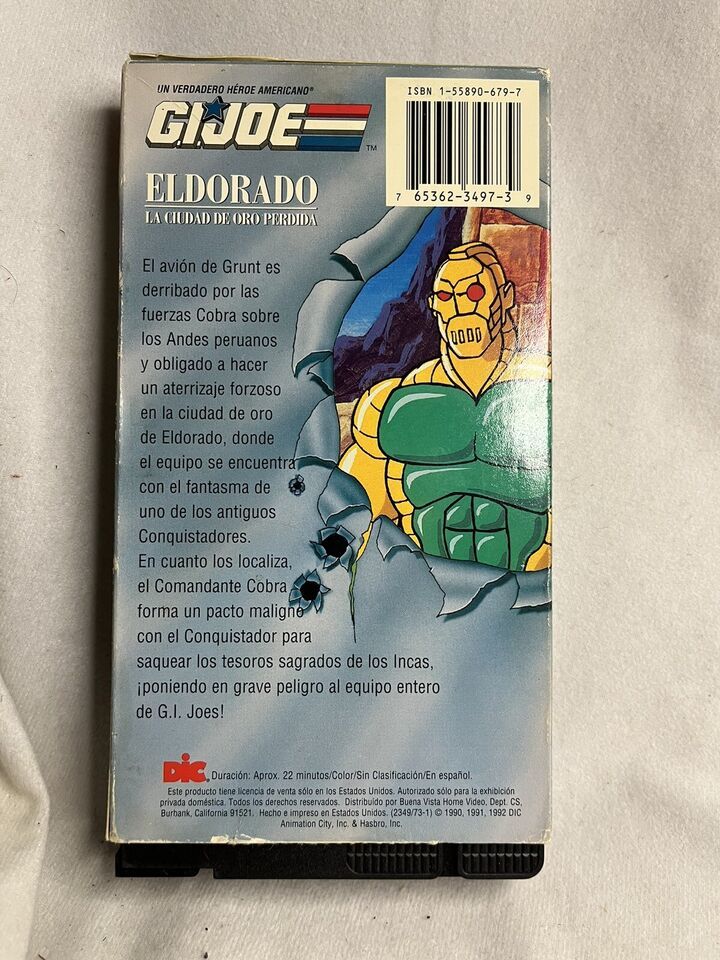 UN VERDADERO HÉROE AMERICANO®
G.I.JOE
TM
ISBN 1-55890-679-7
7 65362-3497-3 9
ELDORADO
LA CIUDAD DE ORO PERDIDA
El avión de Grunt es
derribado por las
fuerzas Cobra sobre
los Andes peruanos
y obligado a hacer
un aterrizaje forzoso
en la ciudad de oro
de Eldorado, donde
el equipo se encuentra
con el fantasma de
uno de los antiguos
Conquistadores.
En cuanto los localiza,
el Comandante Cobra
forma un pacto maligno
con el Conquistador para
saquear los tesoros sagrados de los Incas,
¡poniendo en grave peligro al equipo entero
de G.I. Joes!
DiC. Duración: Aprox. 22 minutos/Color/Sin Clasificación/En español.
Este producto tiene licencia de venta sólo en los Estados Unidos. Autorizado sólo para la exhibición
privada doméstica. Todos los derechos reservados. Distribuido por Buena Vista Home Video, Dept. CS,
Burbank, California 91521. Hecho e impreso en Estados Unidos. (2349/73-1) © 1990, 1991, 1992 DIC
Animation City, Inc. & Hasbro, Inc.